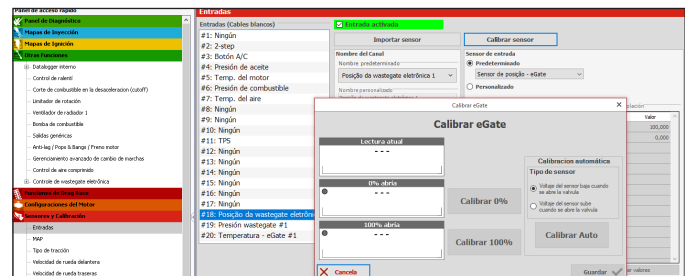 Panel de acceso rápido
Panel de Diagnóstico
Mapas de Inyección
Mapas de Ignición
Otras Funciones
Datalogger interno
Control de ralentí
Corte de combustible en la desaceleracion (cutoff)
Limitador de rotación
Ventilador de radiador 1
Bomba de combustible
Salidas genéricas
Anti-lag / Pops & Bangs / Freno motor
Gerenciamiento avanzado de cambio de marchas
Control de aire comprimido
Controle de wastegate eletrônica
Funciones de Drag Race
Configuraciones del Motor
Sensores y Calibración
Entradas
MAP
Tipo de tracción
Velocidad de rueda delantera
Velocidad de rueda traseras
Entradas
Entradas (Cables blancos)
#1: Ningún
#2: 2-step
#3: Botón A/C
#4: Presión de aceite
#5: Temp. del motor
#6: Presión de combustible
#7: Temp. del aire
#8: Ningún
#9: Ningún
#10: Ningún
#11: TPS
#12: Ningún
#13: Ningún
#14: Ningún
#15: Ningún
#16: Ningún
#17: Ningún
#18: Posição da wastegate eletrôni
#19: Presión wastegate #1
#20: Temperatura - eGate #1
Entrada activada
Importar sensor
Calibrar sensor
Nombre del Canal
Nombre predeterminado
Posição da wastegate eletrônica 1
Nombre personalizado
Sensor de entrada
Predeterminado
Sensor de posição - eGate
Personalizado
Valor
100,000
0,000
Calibrar eGate
Calibrar eGate
Lectura atual
- - -
0% abria
- - -
Calibrar 0%
100% abria
- - -
Calibrar 100%
Calibracion automática
Tipo de sensor
Voltaje del sensor baja cuando
se abre la valvula
Voltaje del sensor sube
cuando se abre la valvula
Calibrar Auto
Cancela
Guardar
ar valores